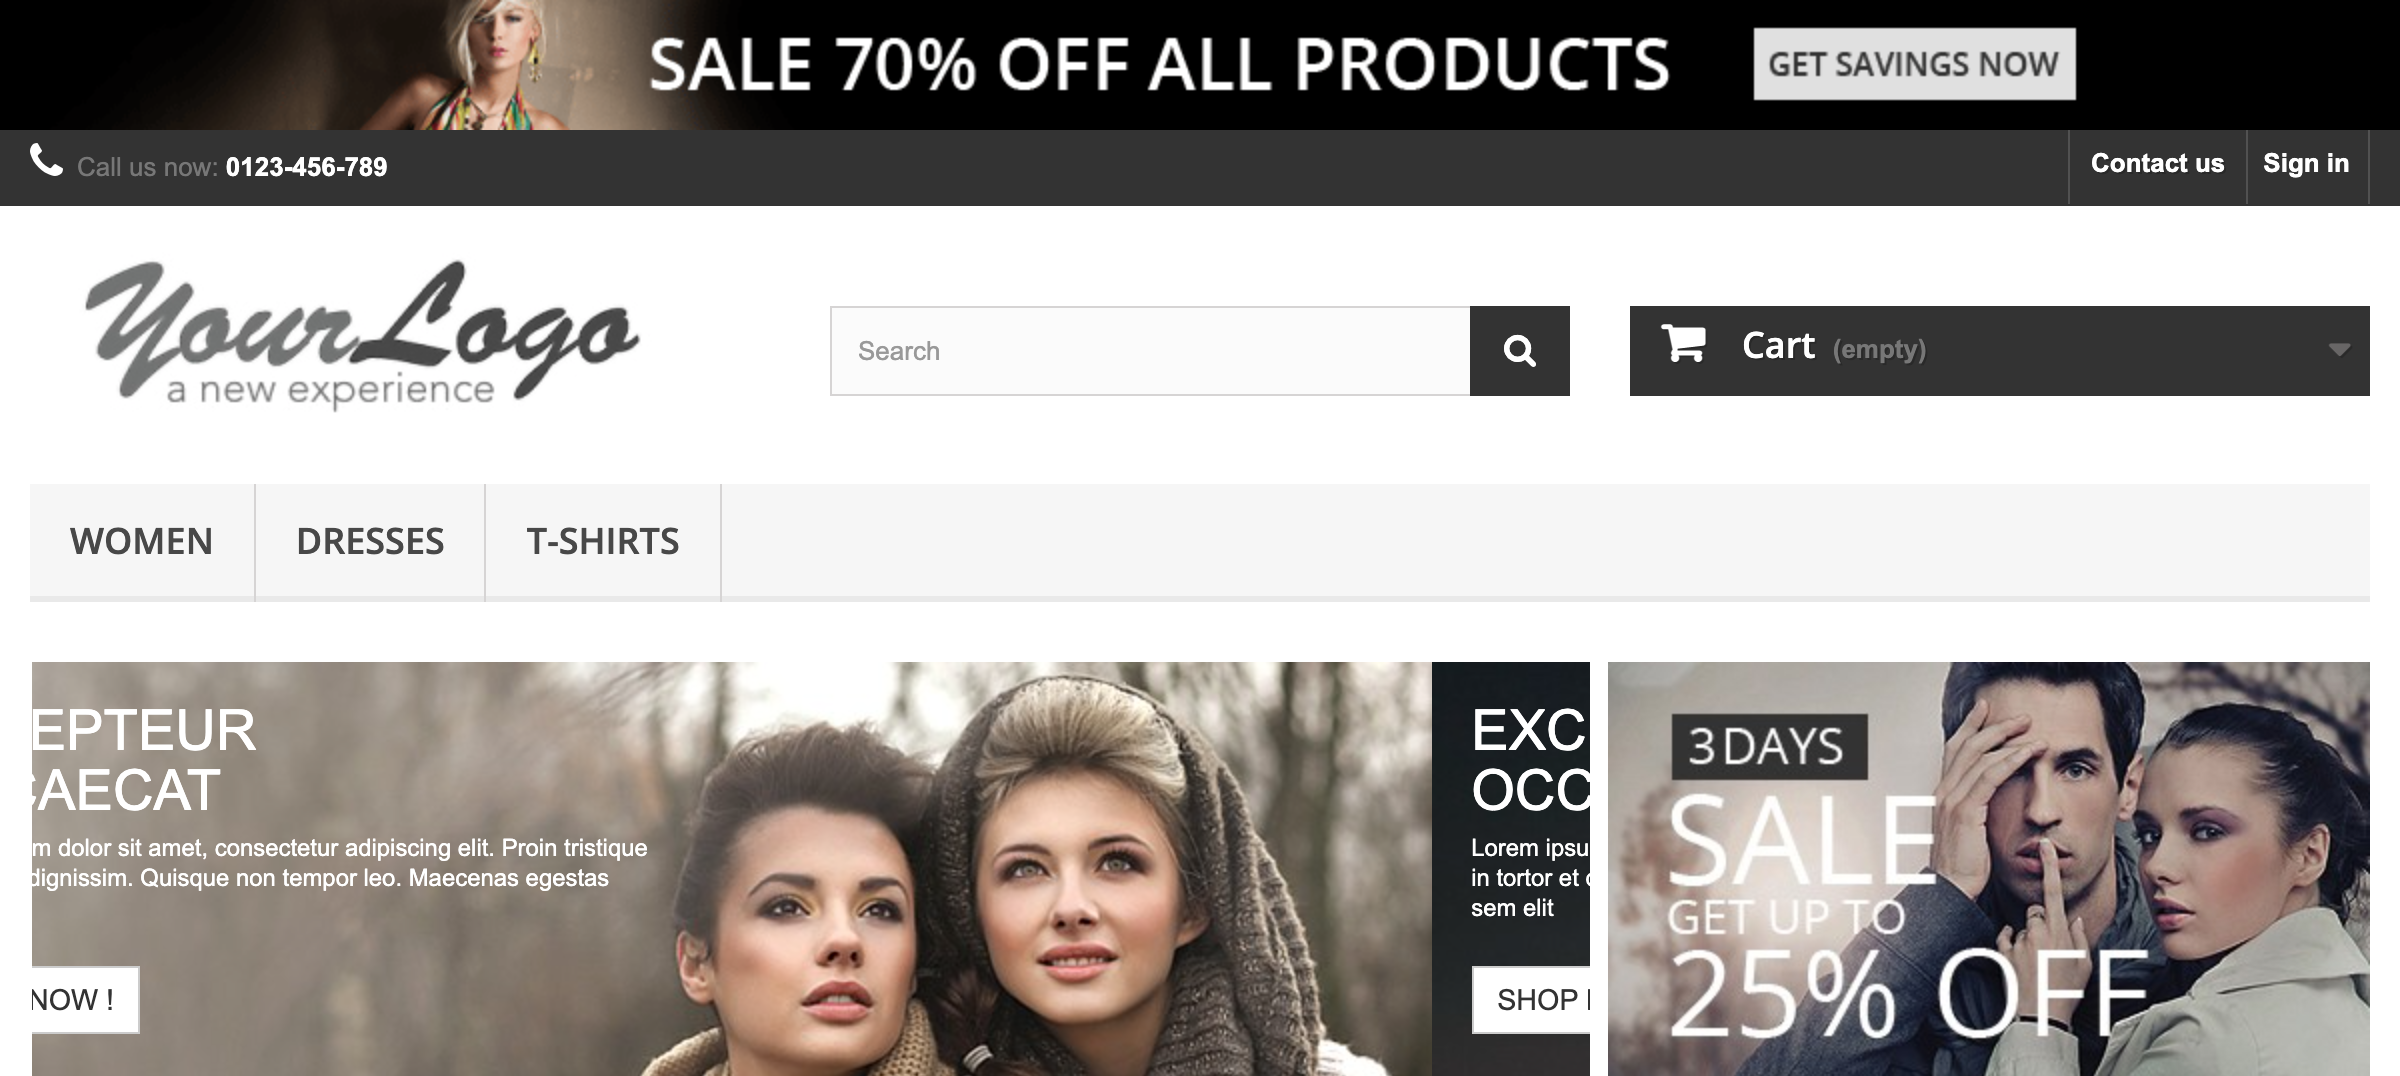 SALE 70% OFF ALL PRODUCTS
GET SAVINGS NOW
Call us now: 0123-456-789
Contact us
Sign in
YourLogo
a new experience
Search
Cart (empty)
WOMEN
DRESSES
T-SHIRTS
EPTEUR
CAECAT
m dolor sit amet, consectetur adipiscing elit. Proin tristique
dignissim. Quisque non tempor leo. Maecenas egestas
NOW !
EXC
OCC
Lorem ipsu
in tortor et
sem elit
SHOP
3 DAYS
SALE
GET UP TO
25% OFF